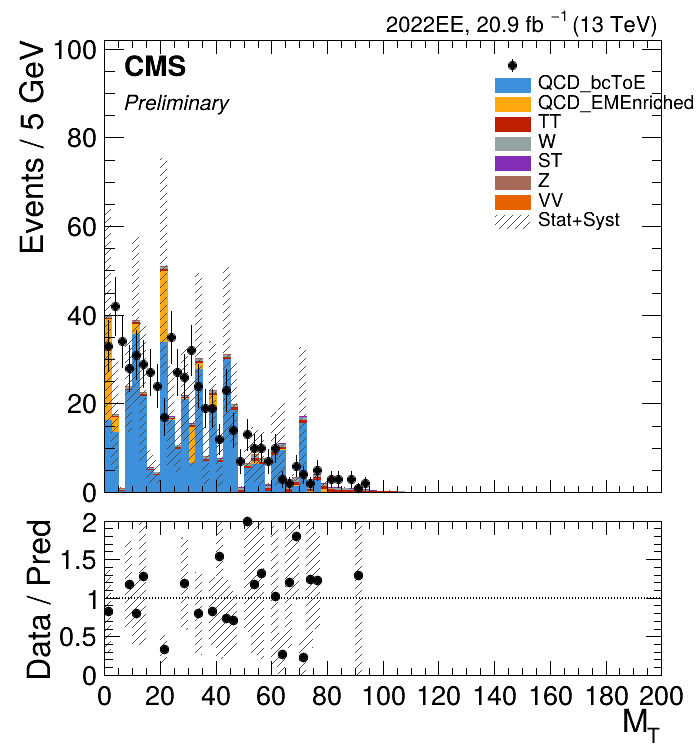 2022EE, 20.9 fb⁻¹ (13 TeV)
Events / 5 GeV
100
80
60
40
20
0
CMS
Preliminary
QCD_bcToE
QCD_EMEnriched
TT
W
ST
Z
VV
Stat+Syst
Data / Pred
2
1.5
1
0.5
0
0 20 40 60 80 100 120 140 160 180 200
M_T